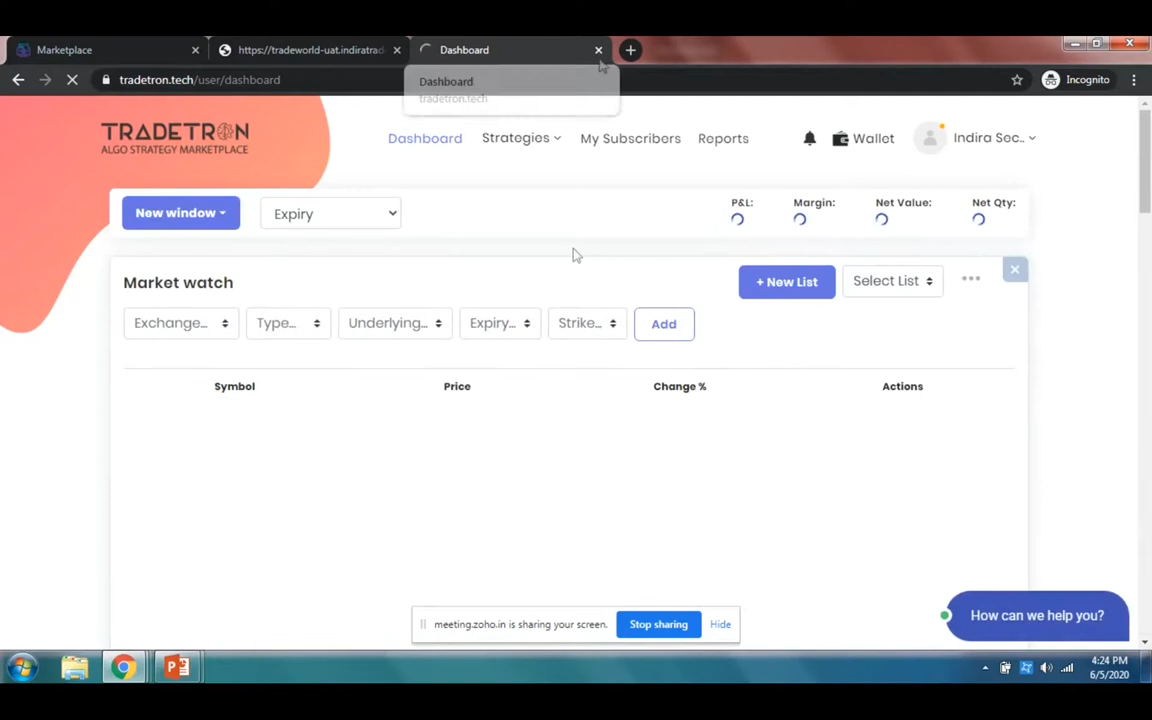 Marketplace
https://tradeworld-uat.indiratrad
Dashboard
tradetron.tech/user/dashboard
Incognito
Dashboard
tradetron.tech
TRADETRON
ALGO STRATEGY MARKETPLACE
Dashboard
Strategies
My Subscribers
Reports
Wallet
Indira Sec..
New window
Expiry
P&L:
Margin:
Net Value:
Net Qty:
Market watch
+ New List
Select List
Exchange...
Type...
Underlying...
Expiry...
Strike...
Add
Symbol
Price
Change %
Actions
How can we help you?
meeting.zoho.in is sharing your screen.
Stop sharing
Hide
4:24 PM
6/5/2020